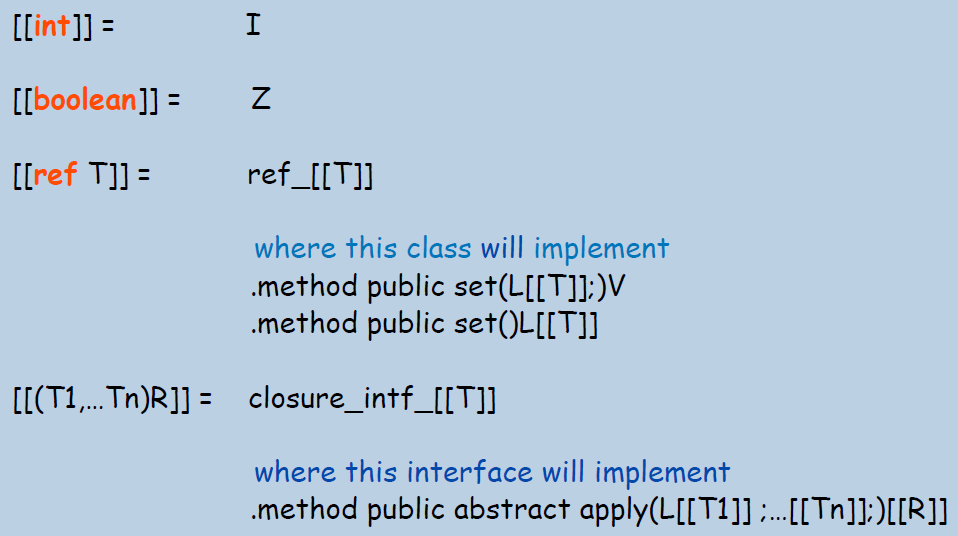 [[int]] = I
[[boolean]] = Z
[[ref T]] = ref_[[T]]
where this class will implement
.method public set(L[[T]];)V
.method public set()L[[T]]
[[(T1,...Tn)R]] = closure_intf_[[T]]
where this interface will implement
.method public abstract apply(L[[T1]] ;...[[Tn]];)[[R]]